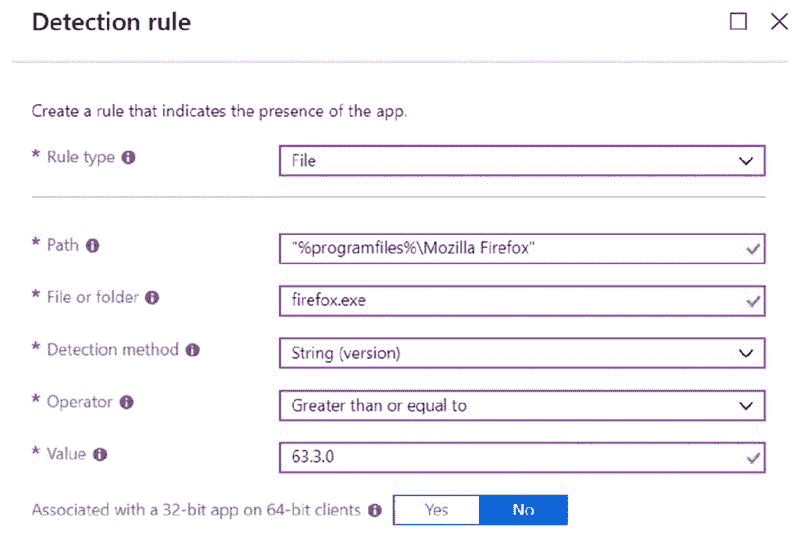 Detection rule
Create a rule that indicates the presence of the app.
* Rule type
File
* Path
"%programfiles%\Mozilla Firefox"
* File or folder
firefox.exe
* Detection method
String (version)
* Operator
Greater than or equal to
* Value
63.3.0
Associated with a 32-bit app on 64-bit clients
Yes No